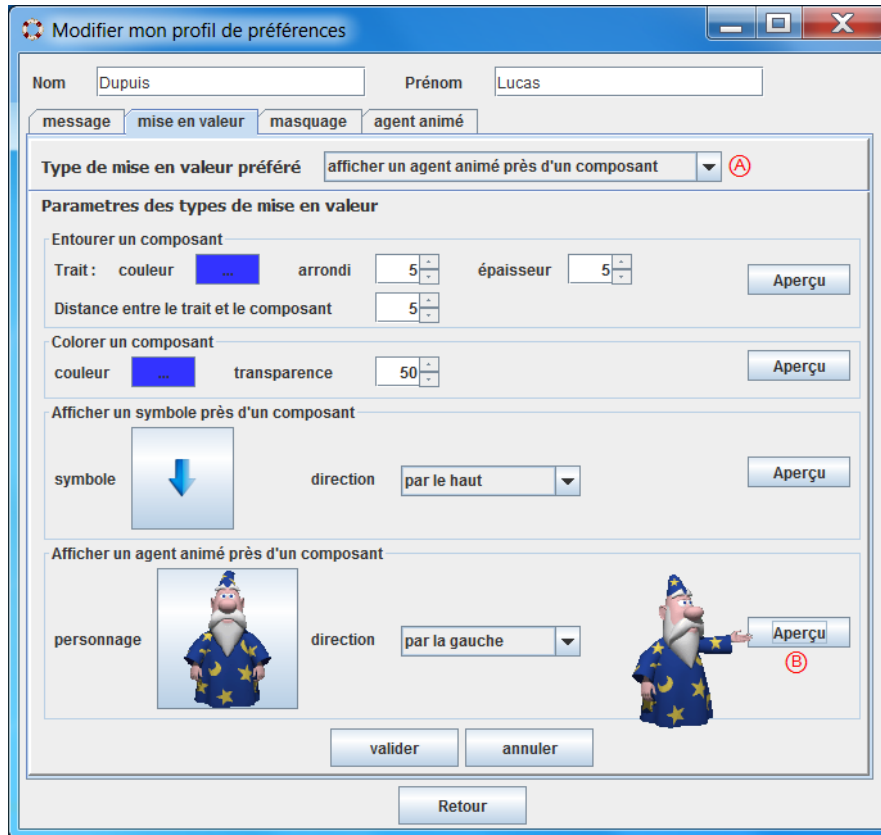 Modifier mon profil de préférences
Nom Dupuis Prénom Lucas
message mise en valeur masquage agent animé
Type de mise en valeur préféré afficher un agent animé près d'un composant A
Parametres des types de mise en valeur
Entourer un composant
Trait : couleur ... arrondi 5 épaisseur 5 Aperçu
Distance entre le trait et le composant 5
Colorer un composant
couleur ... transparence 50 Aperçu
Afficher un symbole près d'un composant
symbole direction par le haut Aperçu
Afficher un agent animé près d'un composant
personnage direction par la gauche Aperçu
B
valider annuler
Retour